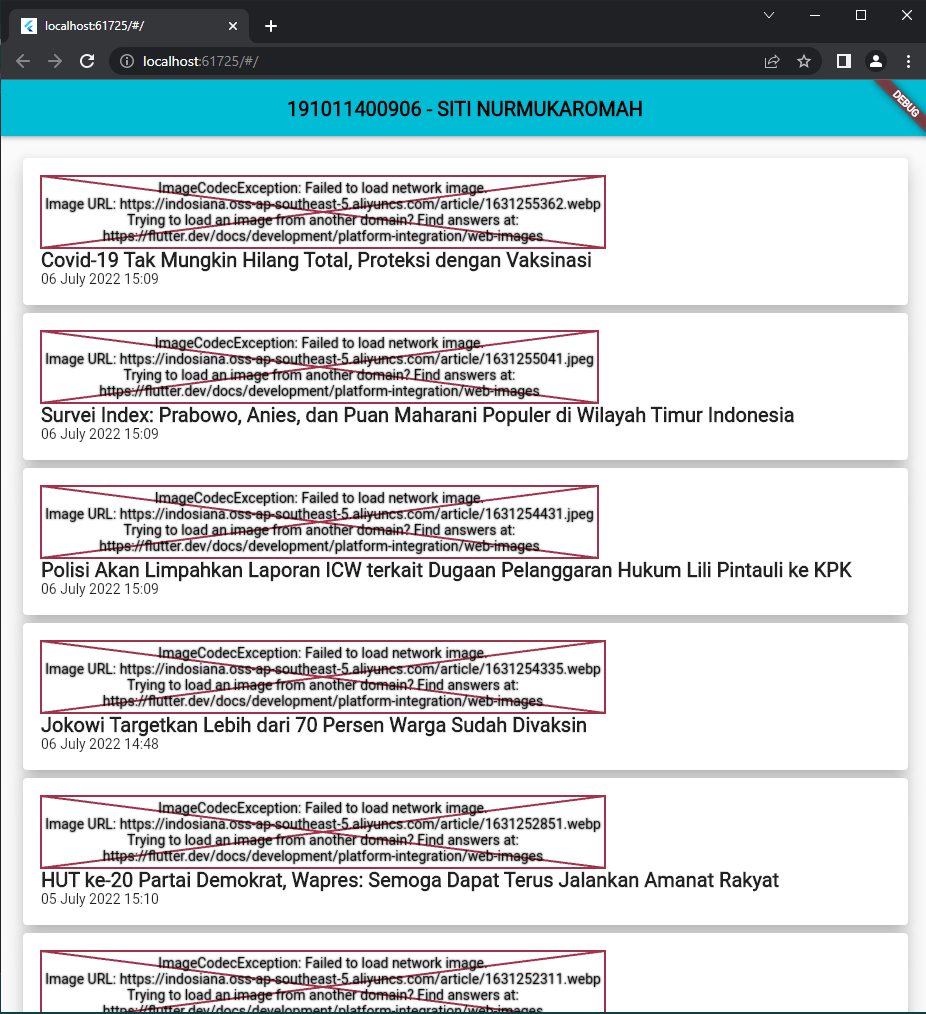 localhost:61725/#/
localhost:61725/#/
191011400906 - SITI NURMUKAROMAH
DEBUG
ImageCodecException: Failed to load network image.
Image URL: https://indosiana.oss-ap-southeast-5.aliyuncs.com/article/1631255362.webp
Trying to load an image from another domain? Find answers at:
https://flutter.dev/docs/development/platform-integration/web-images
Covid-19 Tak Mungkin Hilang Total, Proteksi dengan Vaksinasi
06 July 2022 15:09
ImageCodecException: Failed to load network image.
Image URL: https://indosiana.oss-ap-southeast-5.aliyuncs.com/article/1631255041.jpeg
Trying to load an image from another domain? Find answers at:
https://flutter.dev/docs/development/platform-integration/web-images
Survei Index: Prabowo, Anies, dan Puan Maharani Populer di Wilayah Timur Indonesia
06 July 2022 15:09
ImageCodecException: Failed to load network image.
Image URL: https://indosiana.oss-ap-southeast-5.aliyuncs.com/article/1631254431.jpeg
Trying to load an image from another domain? Find answers at:
https://flutter.dev/docs/development/platform-integration/web-images
Polisi Akan Limpahkan Laporan ICW terkait Dugaan Pelanggaran Hukum Lili Pintauli ke KPK
06 July 2022 15:09
ImageCodecException: Failed to load network image.
Image URL: https://indosiana.oss-ap-southeast-5.aliyuncs.com/article/1631254335.webp
Trying to load an image from another domain? Find answers at:
https://flutter.dev/docs/development/platform-integration/web-images
Jokowi Targetkan Lebih dari 70 Persen Warga Sudah Divaksin
06 July 2022 14:48
ImageCodecException: Failed to load network image.
Image URL: https://indosiana.oss-ap-southeast-5.aliyuncs.com/article/1631252851.webp
Trying to load an image from another domain? Find answers at:
https://flutter.dev/docs/development/platform-integration/web-images
HUT ke-20 Partai Demokrat, Wapres: Semoga Dapat Terus Jalankan Amanat Rakyat
05 July 2022 15:10
ImageCodecException: Failed to load network image.
Image URL: https://indosiana.oss-ap-southeast-5.aliyuncs.com/article/1631252311.webp
Trying to load an image from another domain? Find answers at:
https://flutter.dev/docs/development/platform-integration/web-images